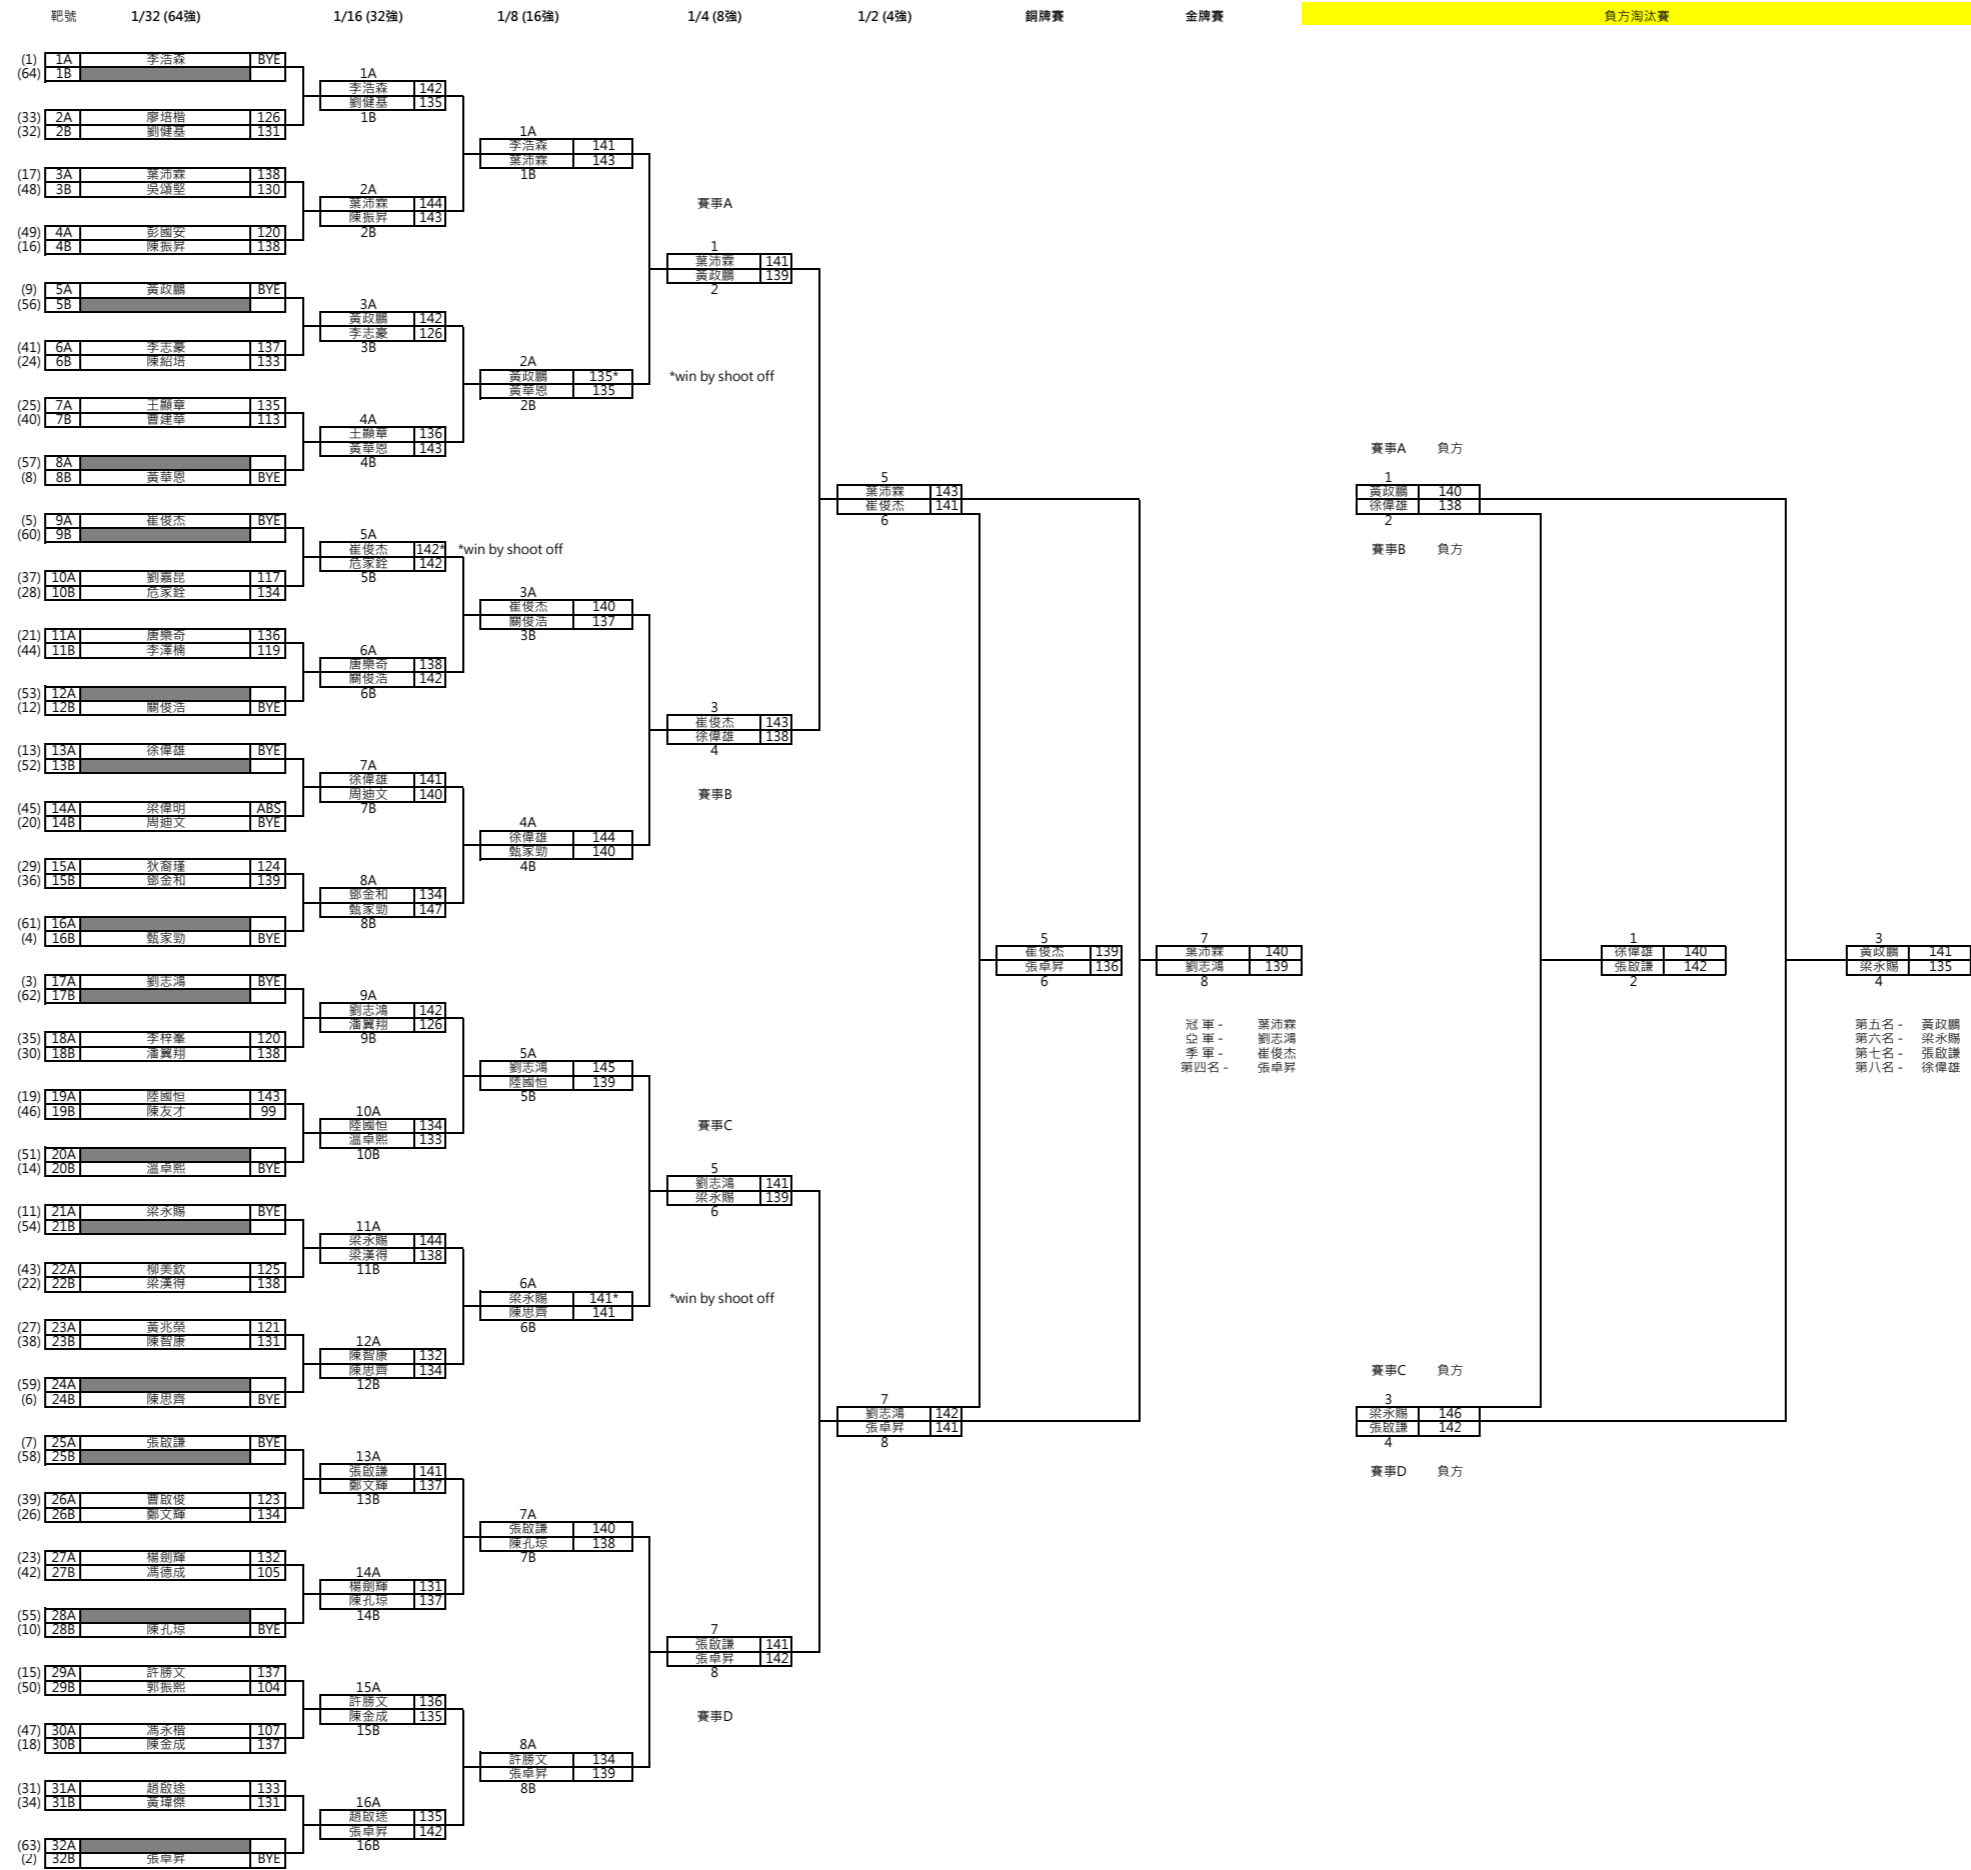 靶號 1/32 (64強) 1/16 (32強) 1/8 (16強) 1/4 (8強) 1/2 (4強) 銅牌賽 金牌賽 負方淘汰賽
(1) 1A 李浩森 BYE
(64) 1B
1A
李浩森 142
劉健基 135
1B
(33) 2A 廖培楷 126
(32) 2B 劉健基 131
1A
李浩森 141
葉沛霖 143
1B
(17) 3A 葉沛霖 138
(48) 3B 吳頌堅 130
2A
葉沛霖 144
陳振昇 143
2B
賽事A
(49) 4A 彭國安 120
(16) 4B 陳振昇 138
1
葉沛霖 141
黃政鵬 139
2
(9) 5A 黃政鵬 BYE
(56) 5B
3A
黃政鵬 142
李志豪 126
3B
(41) 6A 李志豪 137
(24) 6B 陳紹培 133
2A
黃政鵬 135*
黃華恩 135
2B
*win by shoot off
(25) 7A 王顯章 135
(40) 7B 曹建華 113
4A
王顯章 136
黃華恩 143
4B
(57) 8A
(8) 8B 黃華恩 BYE
5
葉沛霖 143
崔俊杰 141
6
賽事A 負方
1
黃政鵬 140
徐偉雄 138
2
賽事B 負方
(5) 9A 崔俊杰 BYE
(60) 9B
5A
崔俊杰 142* *win by shoot off
危家銓 142
5B
(37) 10A 劉嘉昆 117
(28) 10B 危家銓 134
3A
崔俊杰 140
關俊浩 137
3B
(21) 11A 唐樂奇 136
(44) 11B 李澤楠 119
6A
唐樂奇 138
關俊浩 142
6B
(53) 12A
(12) 12B 關俊浩 BYE
3
崔俊杰 143
徐偉雄 138
4
(13) 13A 徐偉雄 BYE
(52) 13B
7A
徐偉雄 141
周迪文 140
7B
賽事B
(45) 14A 梁偉明 ABS
(20) 14B 周迪文 BYE
4A
徐偉雄 144
甄家勁 140
4B
(29) 15A 狄裔瑾 124
(36) 15B 鄧金和 139
8A
鄧金和 134
甄家勁 147
8B
(61) 16A
(4) 16B 甄家勁 BYE
5
崔俊杰 139
張卓昇 136
6
7
葉沛霖 140
劉志鴻 139
8
1
徐偉雄 140
張啟謙 142
2
3
黃政鵬 141
梁永賜 135
4
(3) 17A 劉志鴻 BYE
(62) 17B
9A
劉志鴻 142
潘翼翔 126
9B
冠 軍 - 葉沛霖
亞 軍 - 劉志鴻
季 軍 - 崔俊杰
第四名 - 張卓昇
第五名 - 黃政鵬
第六名 - 梁永賜
第七名 - 張啟謙
第八名 - 徐偉雄
(35) 18A 李梓峯 120
(30) 18B 潘翼翔 138
5A
劉志鴻 145
陸國恒 139
5B
(19) 19A 陸國恒 143
(46) 19B 陳友才 99
10A
陸國恒 134
溫卓熙 133
10B
賽事C
(51) 20A
(14) 20B 溫卓熙 BYE
5
劉志鴻 141
梁永賜 139
6
(11) 21A 梁永賜 BYE
(54) 21B
11A
梁永賜 144
梁漢得 138
11B
(43) 22A 柳美欽 125
(22) 22B 梁漢得 138
6A
梁永賜 141*
陳思齊 141
6B
*win by shoot off
(27) 23A 黃兆榮 121
(38) 23B 陳智康 131
12A
陳智康 132
陳思齊 134
12B
(59) 24A
(6) 24B 陳思齊 BYE
7
劉志鴻 142
張卓昇 141
8
賽事C 負方
3
梁永賜 146
張啟謙 142
4
賽事D 負方
(7) 25A 張啟謙 BYE
(58) 25B
13A
張啟謙 141
鄭文輝 137
13B
(39) 26A 曹啟俊 123
(26) 26B 鄭文輝 134
7A
張啟謙 140
陳孔琼 138
7B
(23) 27A 楊劍輝 132
(42) 27B 馮德成 105
14A
楊劍輝 131
陳孔琼 137
14B
(55) 28A
(10) 28B 陳孔琼 BYE
7
張啟謙 141
張卓昇 142
8
(15) 29A 許勝文 137
(50) 29B 郭振熙 104
15A
許勝文 136
陳金成 135
15B
賽事D
(47) 30A 馮永楷 107
(18) 30B 陳金成 137
8A
許勝文 134
張卓昇 139
8B
(31) 31A 趙啟途 133
(34) 31B 黃瑋傑 131
16A
趙啟途 135
張卓昇 142
16B
(63) 32A
(2) 32B 張卓昇 BYE